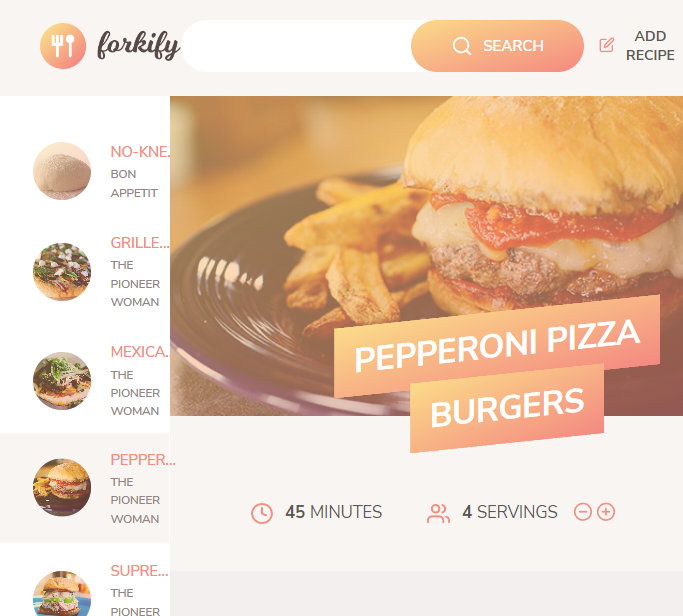 forkify
SEARCH
ADD
RECIPE
NO-KNE...
BON
APPETIT
GRILLE...
THE
PIONEER
WOMAN
MEXICA...
THE
PIONEER
WOMAN
PEPPER...
THE
PIONEER
WOMAN
SUPRE...
THE
PIONEER
PEPPERONI PIZZA
BURGERS
45 MINUTES
4 SERVINGS